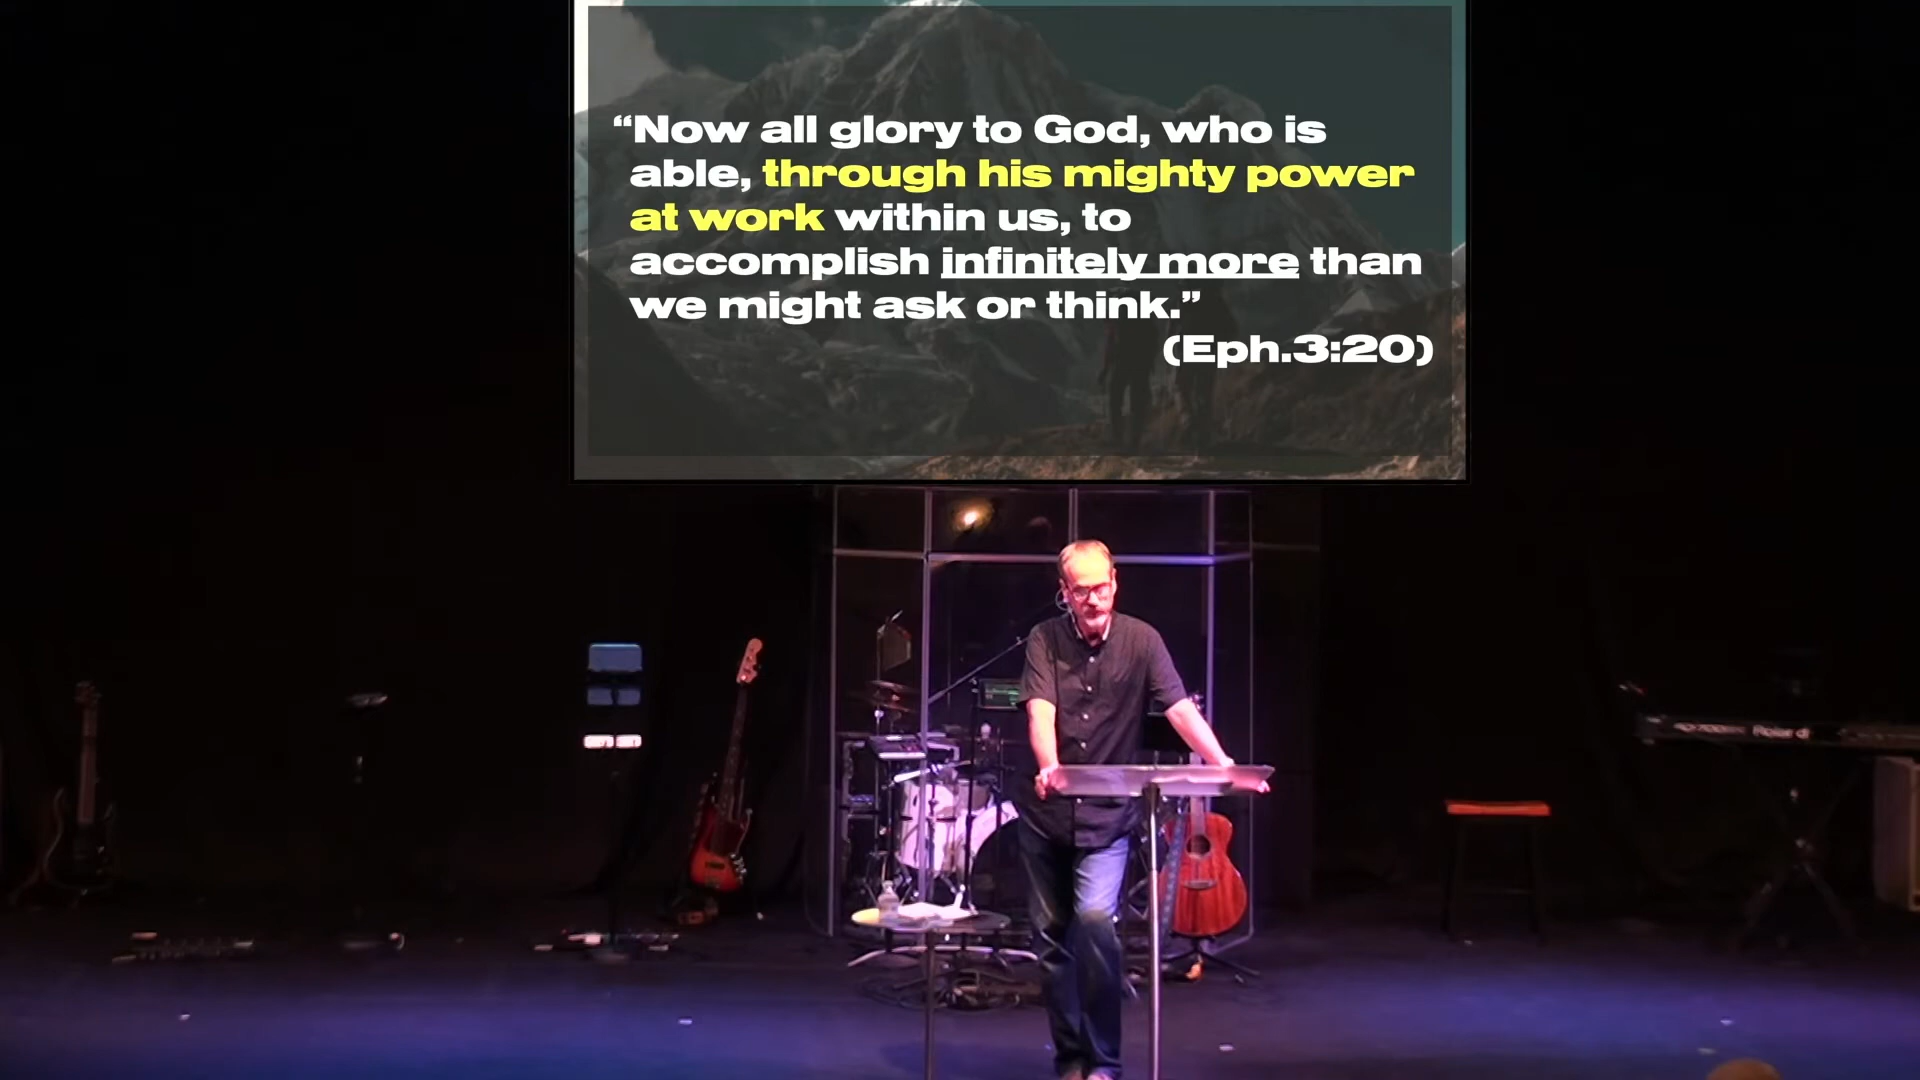 “Now all glory to God, who is
able, through his mighty power
at work within us, to
accomplish infinitely more than
we might ask or think.”
(Eph.3:20)
Roland